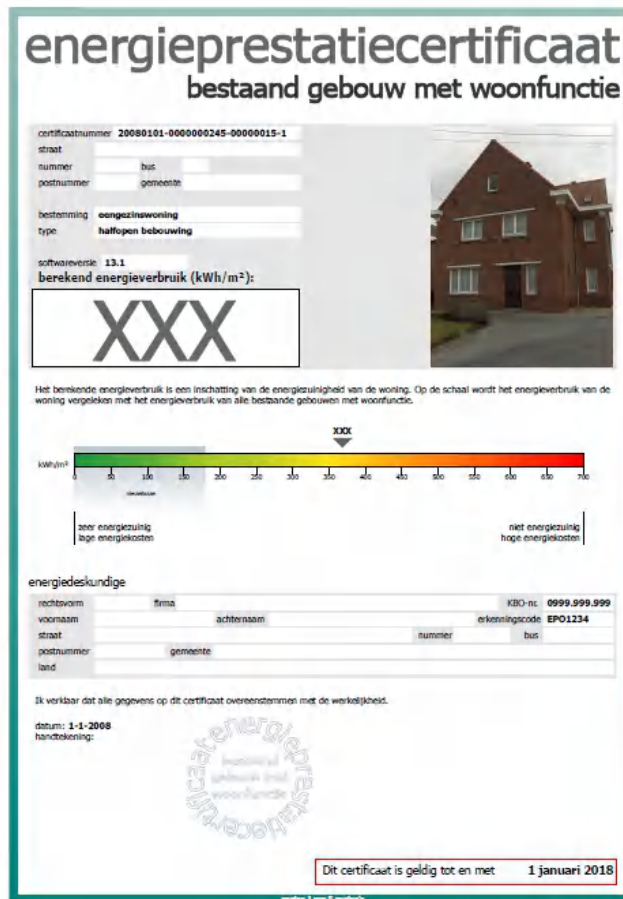 energieprestatiecertificaat
bestaand gebouw met woonfunctie
certificaatnummer 20080101-0000000245-00000015-1
straat
nummer bus
postnummer gemeente
bestemming eengezinswoning
type halfopen bebouwing
softwareversie 13.1
berekend energieverbruik (kWh/m²):
XXX
Het berekende energieverbruik is een inschatting van de energiezuinigheid van de woning. Op de schaal wordt het energieverbruik van de
woning vergeleken met het energieverbruik van alle bestaande gebouwen met woonfunctie.
XXX
kWh/m²
0 50 100 150 200 250 300 350 400 450 500 550 600 650 700
nieuwbouw
zeer energiezuinig niet energiezuinig
lage energiekosten hoge energiekosten
energiedeskundige
rechtsvorm firma KBO-nr. 0999.999.999
voornaam achternaam erkenningscode EPO1234
straat nummer bus
postnummer gemeente
land
Ik verklaar dat alle gegevens op dit certificaat overeenstemmen met de werkelijkheid.
datum: 1-1-2008
handtekening:
energieprestatiecertificaat
bestaand
gebouw met
woonfunctie
Dit certificaat is geldig tot en met 1 januari 2018